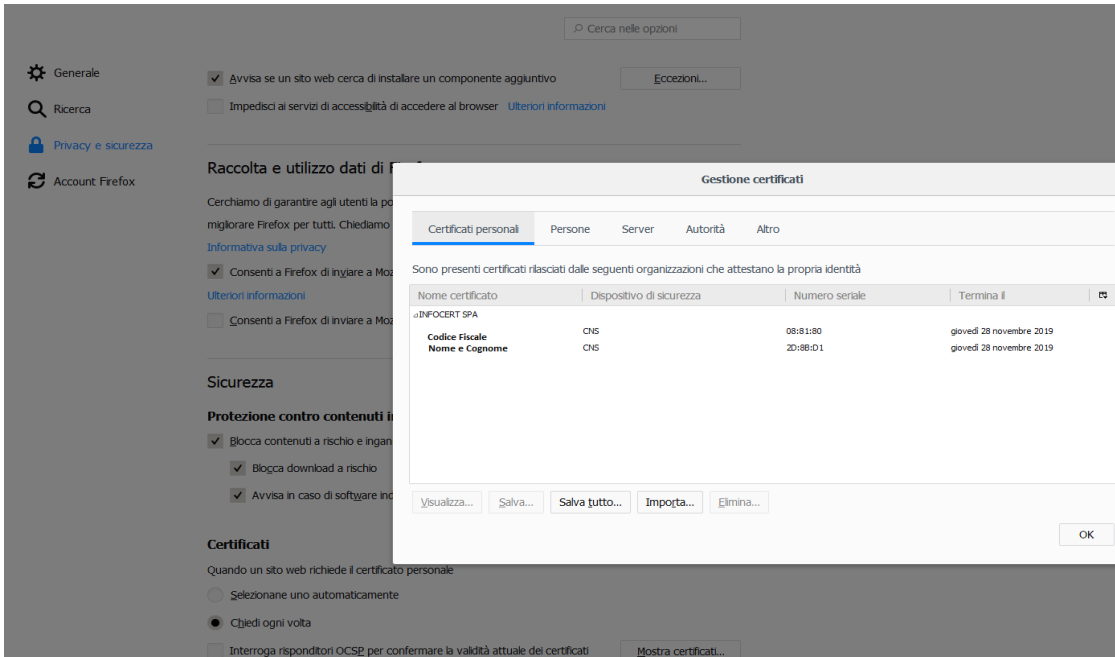 Cerca nelle opzioni
Generale
Ricerca
Privacy e sicurezza
Account Firefox
Avvisa se un sito web cerca di installare un componente aggiuntivo
Eccezioni...
Impedisci ai servizi di accessibilità di accedere al browser Ulteriori informazioni
Raccolta e utilizzo dati di
Cerchiamo di garantire agli utenti la
migliorare Firefox per tutti. Chiediamo
Informativa sulla privacy
Consenti a Firefox di inviare a
Ulteriori informazioni
Consenti a Firefox di inviare a
Sicurezza
Protezione contro contenuti
Blocca contenuti a rischio e
Blocca download a rischio
Avvisa in caso di software
Certificati
Quando un sito web richiede il certificato personale
Selezionane uno automaticamente
Chiedi ogni volta
Interroga risponditori OCSP per confermare la validità attuale dei certificati
Mostra certificati...
Gestione certificati
Certificati personali Persone Server Autorità Altro
Sono presenti certificati rilasciati dalle seguenti organizzazioni che attestano la propria identità
Nome certificato Dispositivo di sicurezza Numero seriale Termina il
INFOCERT SPA
Codice Fiscale CNS 08:81:80 giovedì 28 novembre 2019
Nome e Cognome CNS 2D:8B:D1 giovedì 28 novembre 2019
Visualizza... Salva... Salva tutto... Importa... Elimina...
OK